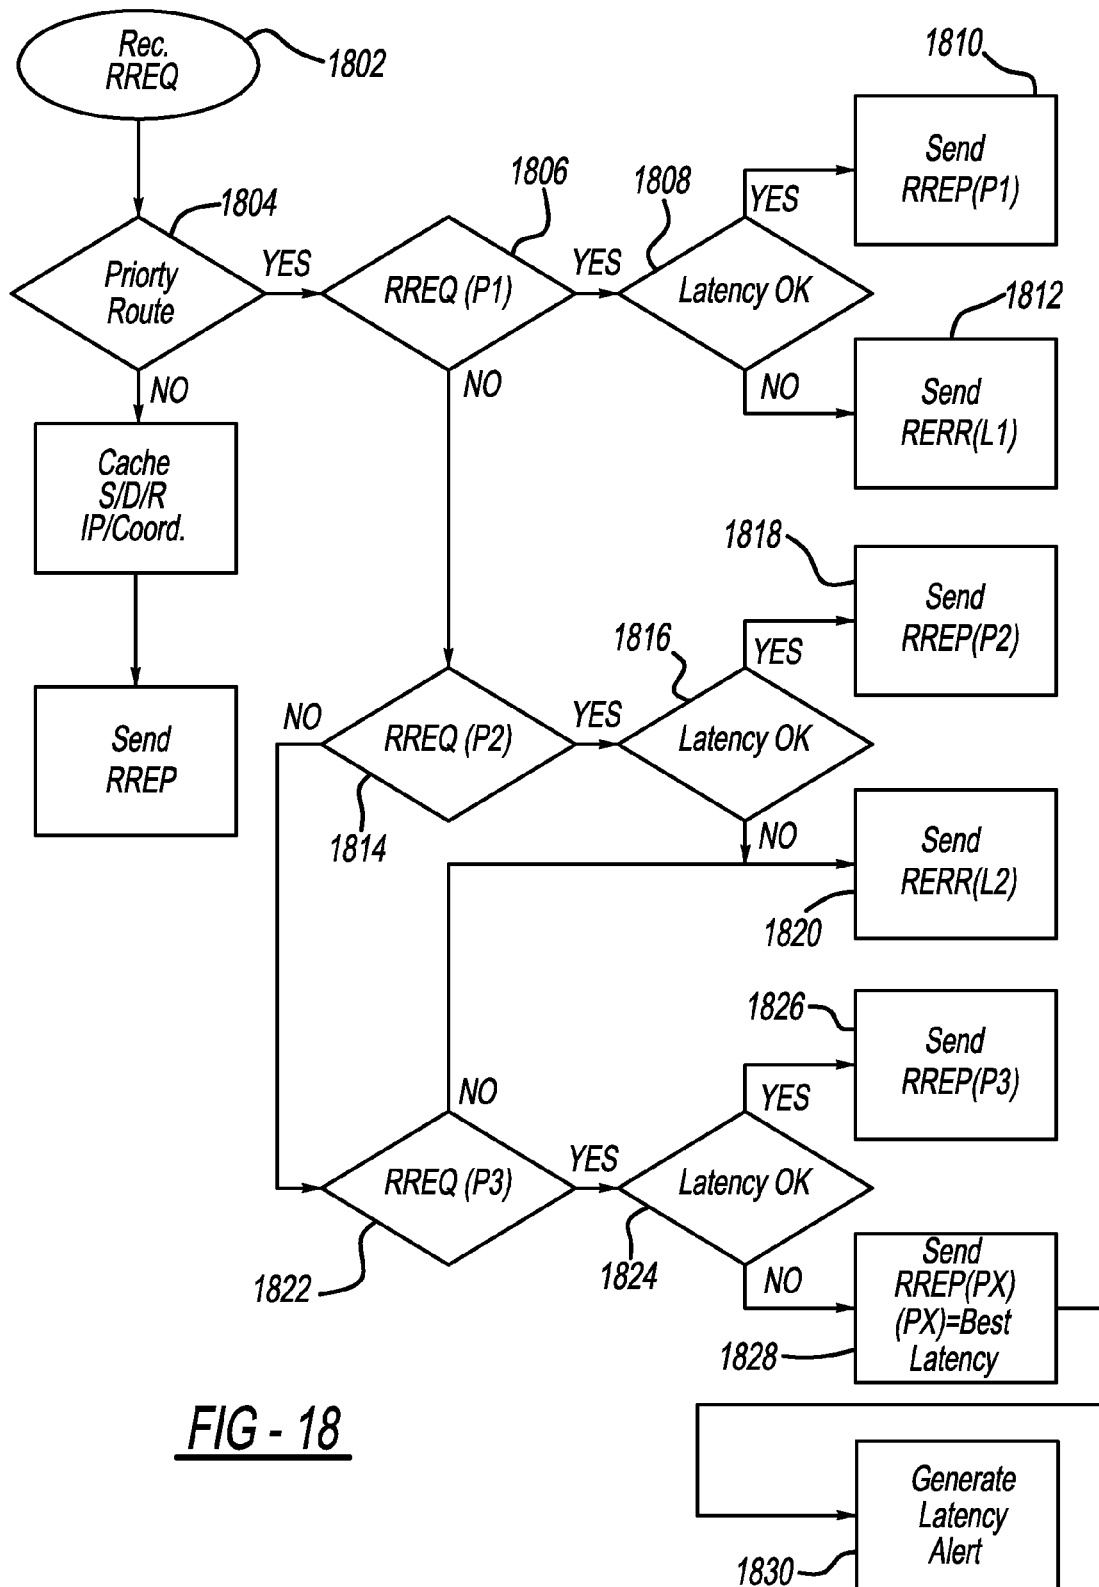 Rec.
RREQ
1802
1810
Send
RREP(P1)
1804
1806
1808
YES
Priorty
Route
YES
RREQ (P1)
YES
Latency OK
1812
NO
NO
NO
Send
RERR(L1)
Cache
S/D/R
IP/Coord.
1818
Send
RREP(P2)
1816
YES
NO
RREQ (P2)
YES
Latency OK
Send
RREP
1814
NO
Send
RERR(L2)
1820
1826
Send
RREP(P3)
NO
YES
RREQ (P3)
YES
Latency OK
1822
1824
NO
Send
RREP(PX)
(PX)=Best
Latency
1828
FIG - 18
Generate
Latency
Alert
1830